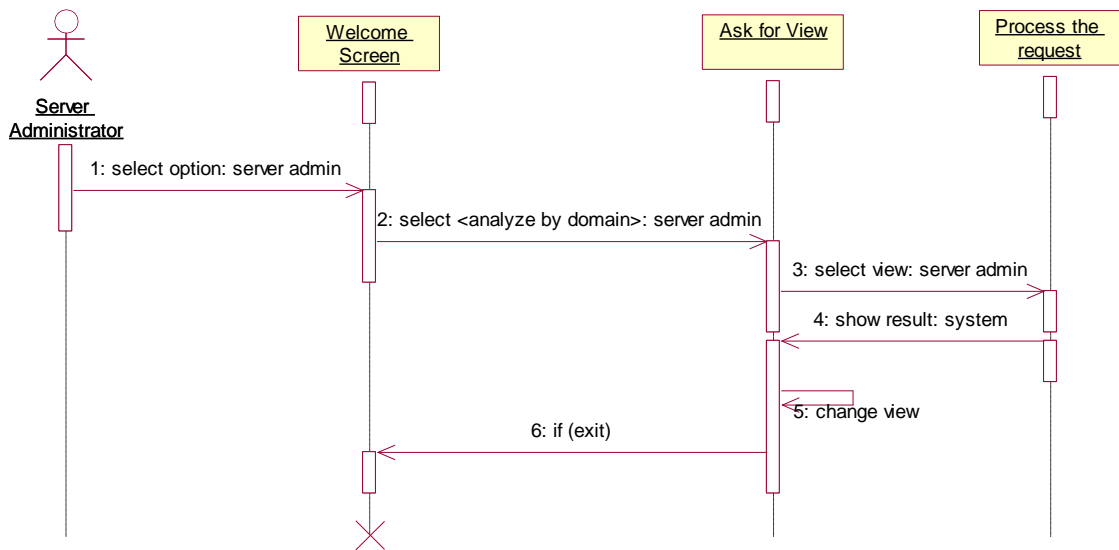 Welcome
Screen
Ask for View
Process the
request
Server
Administrator
1: select option: server admin
2: select <analyze by domain>: server admin
3: select view: server admin
4: show result: system
5: change view
6: if (exit)